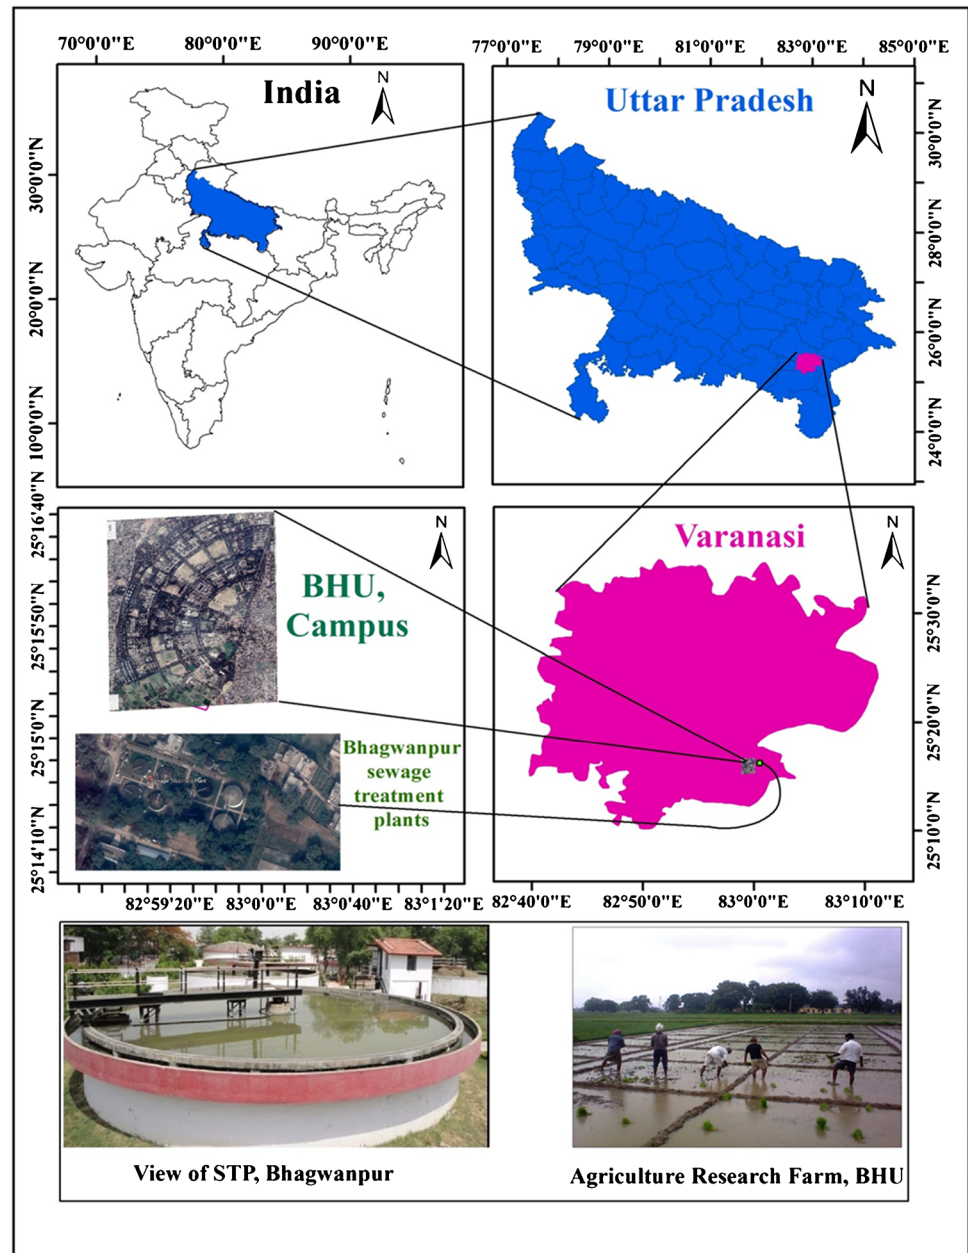 70°0'0"E 80°0'0"E 90°0'0"E
India
N
30°0'0"N
20°0'0"N
10°0'0"N
77°0'0"E 79°0'0"E 81°0'0"E 83°0'0"E 85°0'0"E
Uttar Pradesh
N
30°0'0"N
28°0'0"N
26°0'0"N
24°0'0"N
25°16'40"N
25°15'50"N
25°15'0"N
25°14'10"N
N
BHU,
Campus
Bhagwanpur
sewage
treatment
plants
82°59'20"E 83°0'0"E 83°0'40"E 83°1'20"E
Varanasi
N
25°30'0"N
25°20'0"N
25°10'0"N
82°40'0"E 82°50'0"E 83°0'0"E 83°10'0"E
View of STP, Bhagwanpur
Agriculture Research Farm, BHU